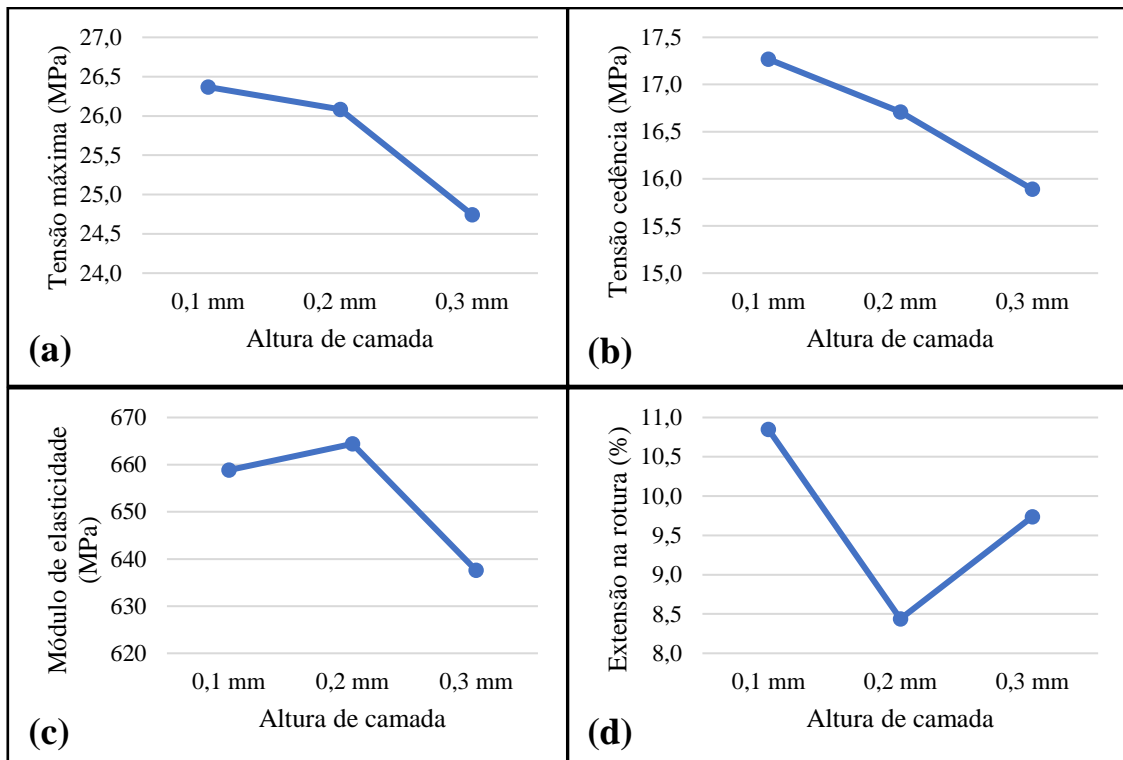 Tensão máxima (MPa)
27,0
26,5
26,0
25,5
25,0
24,5
24,0
0,1 mm 0,2 mm 0,3 mm
Altura de camada
(a)
Tensão cedência (MPa)
17,5
17,0
16,5
16,0
15,5
15,0
0,1 mm 0,2 mm 0,3 mm
Altura de camada
(b)
Módulo de elasticidade
(MPa)
670
660
650
640
630
620
0,1 mm 0,2 mm 0,3 mm
Altura de camada
(c)
Extensão na rotura (%)
11,0
10,5
10,0
9,5
9,0
8,5
8,0
0,1 mm 0,2 mm 0,3 mm
Altura de camada
(d)